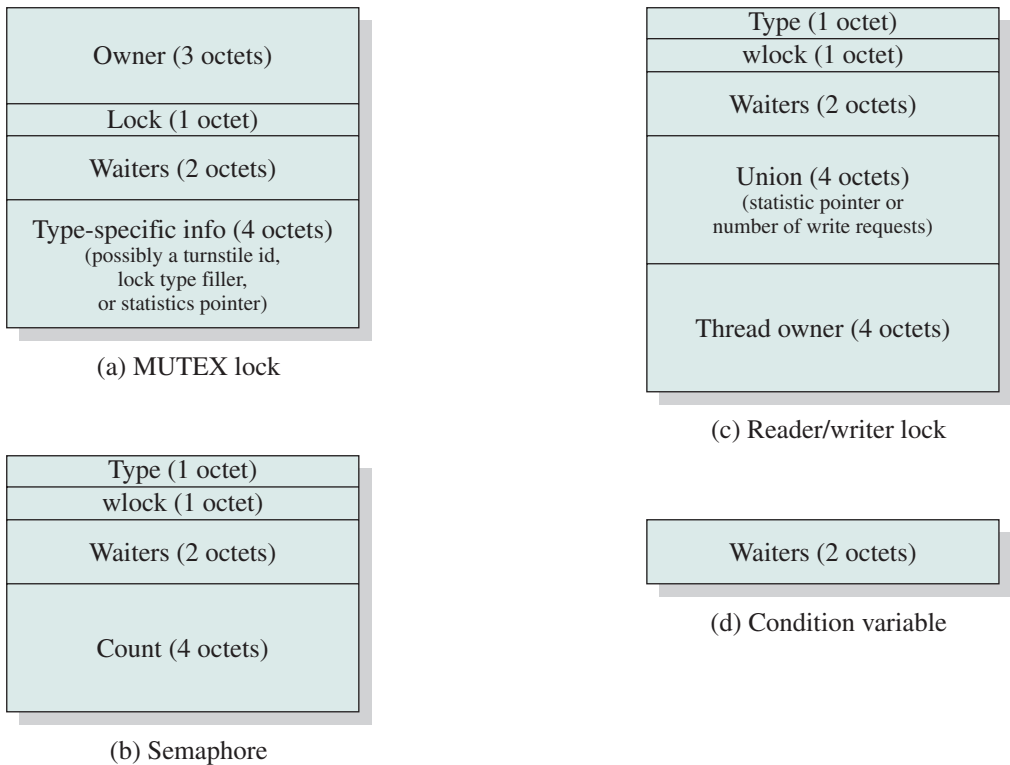 Owner (3 octets)
Lock (1 octet)
Waiters (2 octets)
Type-specific info (4 octets)
(possibly a turnstile id,
lock type filler,
or statistics pointer)
(a) MUTEX lock
Type (1 octet)
wlock (1 octet)
Waiters (2 octets)
Count (4 octets)
(b) Semaphore
Type (1 octet)
wlock (1 octet)
Waiters (2 octets)
Union (4 octets)
(statistic pointer or
number of write requests)
Thread owner (4 octets)
(c) Reader/writer lock
Waiters (2 octets)
(d) Condition variable